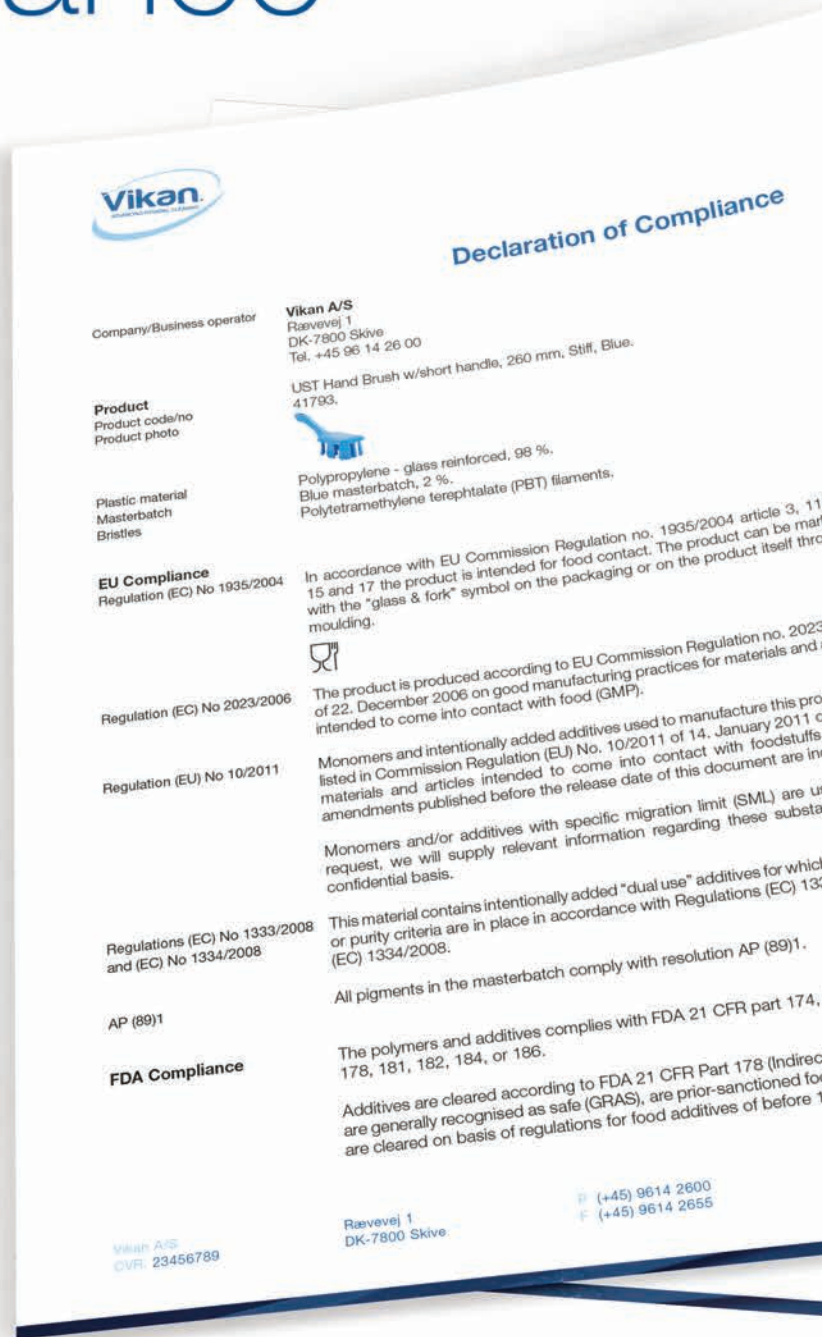 Vikan
Declaration of Compliance
Company/Business operator
Vikan A/S
Rævevej 1
DK-7800 Skive
Tel. +45 96 14 26 00
Product
Product code/no
Product photo
UST Hand Brush w/short handle, 260 mm, Stiff, Blue.
41793.
Plastic material
Masterbatch
Bristles
Polypropylene - glass reinforced, 98 %.
Blue masterbatch, 2 %.
Polytetramethylene terephtalate (PBT) filaments.
EU Compliance
Regulation (EC) No 1935/2004
In accordance with EU Commission Regulation no. 1935/2004 article 3, 11
15 and 17 the product is intended for food contact. The product can be mar
with the "glass & fork" symbol on the packaging or on the product itself thro
moulding.
Regulation (EC) No 2023/2006
The product is produced according to EU Commission Regulation no. 2023
of 22. December 2006 on good manufacturing practices for materials and
intended to come into contact with food (GMP).
Regulation (EU) No 10/2011
Monomers and intentionally added additives used to manufacture this pro
listed in Commission Regulation (EU) No. 10/2011 of 14. January 2011
materials and articles intended to come into contact with foodstuffs
amendments published before the release date of this document are in
Monomers and/or additives with specific migration limit (SML) are
request, we will supply relevant information regarding these substa
confidential basis.
Regulations (EC) No 1333/2008
and (EC) No 1334/2008
This material contains intentionally added "dual use" additives for which
or purity criteria are in place in accordance with Regulations (EC) 133
(EC) 1334/2008.
AP (89)1
All pigments in the masterbatch comply with resolution AP (89)1.
FDA Compliance
The polymers and additives complies with FDA 21 CFR part 174,
178, 181, 182, 184, or 186.
Additives are cleared according to FDA 21 CFR Part 178 (Indirec
are generally recognised as safe (GRAS), are prior-sanctioned foo
are cleared on basis of regulations for food additives of before 1
Vikan A/S
CVR. 23456789
Rævevej 1
DK-7800 Skive
P (+45) 9614 2600
F (+45) 9614 2655